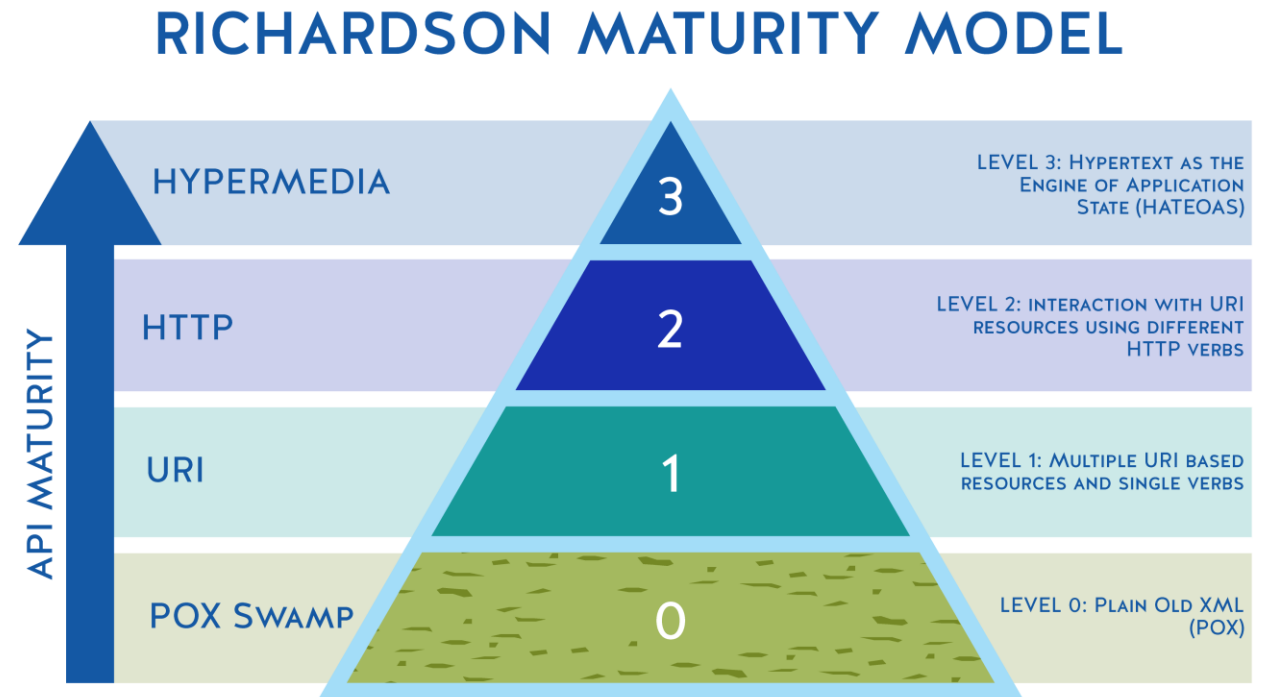 RICHARDSON MATURITY MODEL
API MATURITY
HYPERMEDIA
3
LEVEL 3: HYPERTEXT AS THE
ENGINE OF APPLICATION
STATE (HATEOAS)
HTTP
2
LEVEL 2: INTERACTION WITH URI
RESOURCES USING DIFFERENT
HTTP VERBS
URI
1
LEVEL 1: MULTIPLE URI BASED
RESOURCES AND SINGLE VERBS
POX SWAMP
0
LEVEL 0: PLAIN OLD XML
(POX)